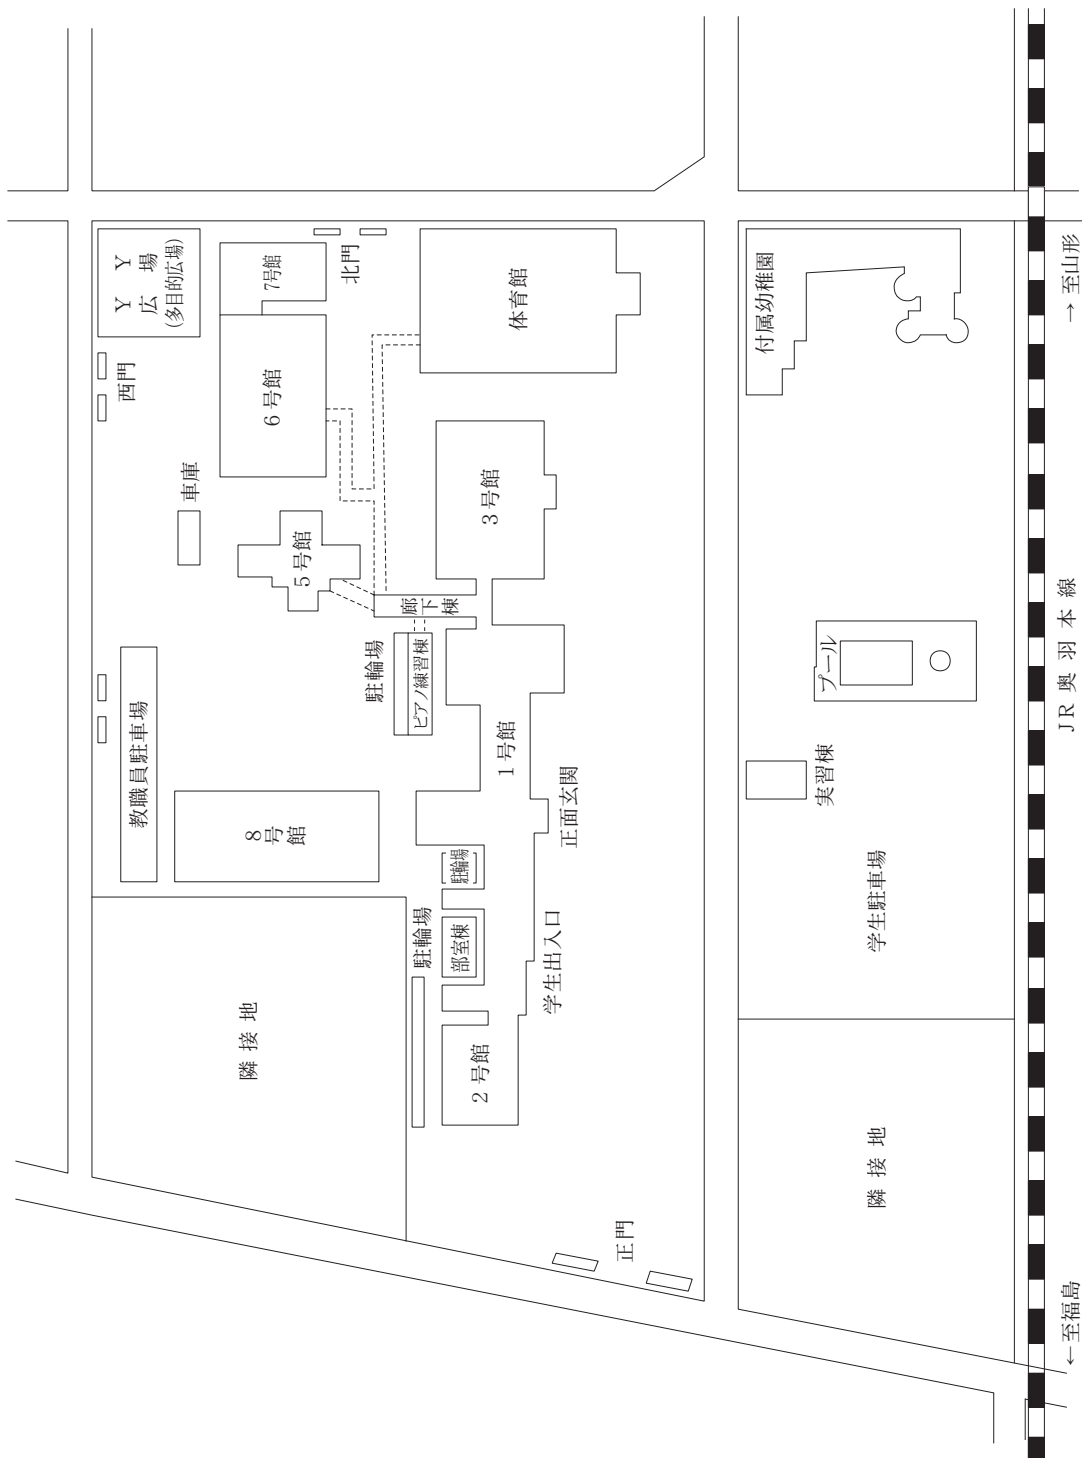 Y Y
広 場
(多目的広場)
西門
車庫
7号館
6号館
北門
5号館
教職員駐車場
8号館
駐輪場
ピアノ練習棟
廊下棟
体育館
3号館
1号館
正面玄関
駐輪場
部室棟
駐輪場
学生出入口
2号館
隣接地
正門
付属幼稚園
プール
実習棟
学生駐車場
隣接地
←至福島
JR奥羽本線
→至山形